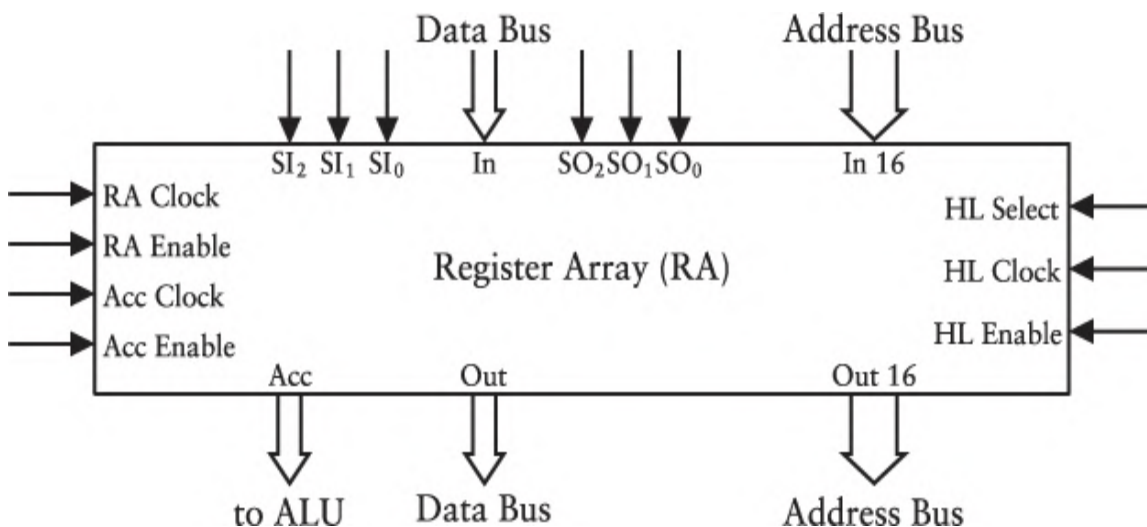 Data Bus Address Bus
SI₂ SI₁ SI₀ In SO₂SO₁SO₀ In 16
RA Clock
HL Select
RA Enable
Register Array (RA)
HL Clock
Acc Clock
HL Enable
Acc Enable
Acc Out Out 16
to ALU Data Bus Address Bus